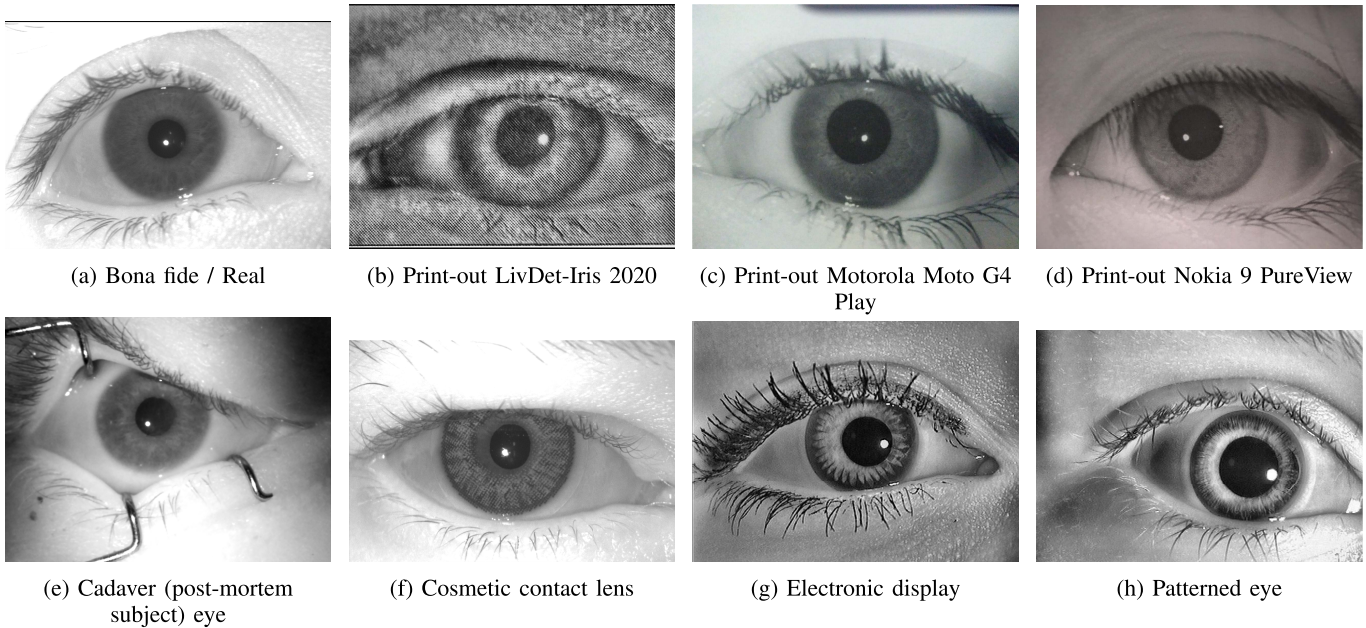 (a) Bona fide / Real
(b) Print-out LivDet-Iris 2020
(c) Print-out Motorola Moto G4
Play
(d) Print-out Nokia 9 PureView
(e) Cadaver (post-mortem
subject) eye
(f) Cosmetic contact lens
(g) Electronic display
(h) Patterned eye